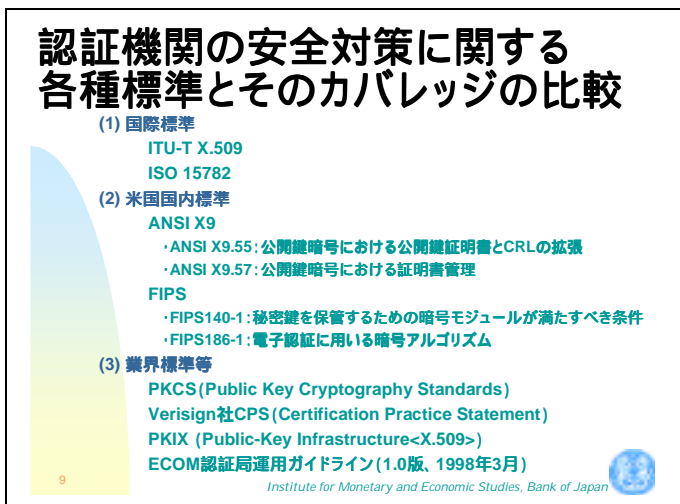 認証機関の安全対策に関する
各種標準とそのカバレッジの比較
(1) 国際標準
ITU-T X.509
ISO 15782
(2) 米国国内標準
ANSI X9
・ANSI X9.55：公開鍵暗号における公開鍵証明書とCRLの拡張
・ANSI X9.57：公開鍵暗号における証明書管理
FIPS
・FIPS140-1：秘密鍵を保管するための暗号モジュールが満たすべき条件
・FIPS186-1：電子認証に用いる暗号アルゴリズム
(3) 業界標準等
PKCS(Public Key Cryptography Standards)
Verisign社CPS(Certification Practice Statement)
PKIX (Public-Key Infrastructure<X.509>)
ECOM認証局運用ガイドライン(1.0版、1998年3月)
9
Institute for Monetary and Economic Studies, Bank of Japan